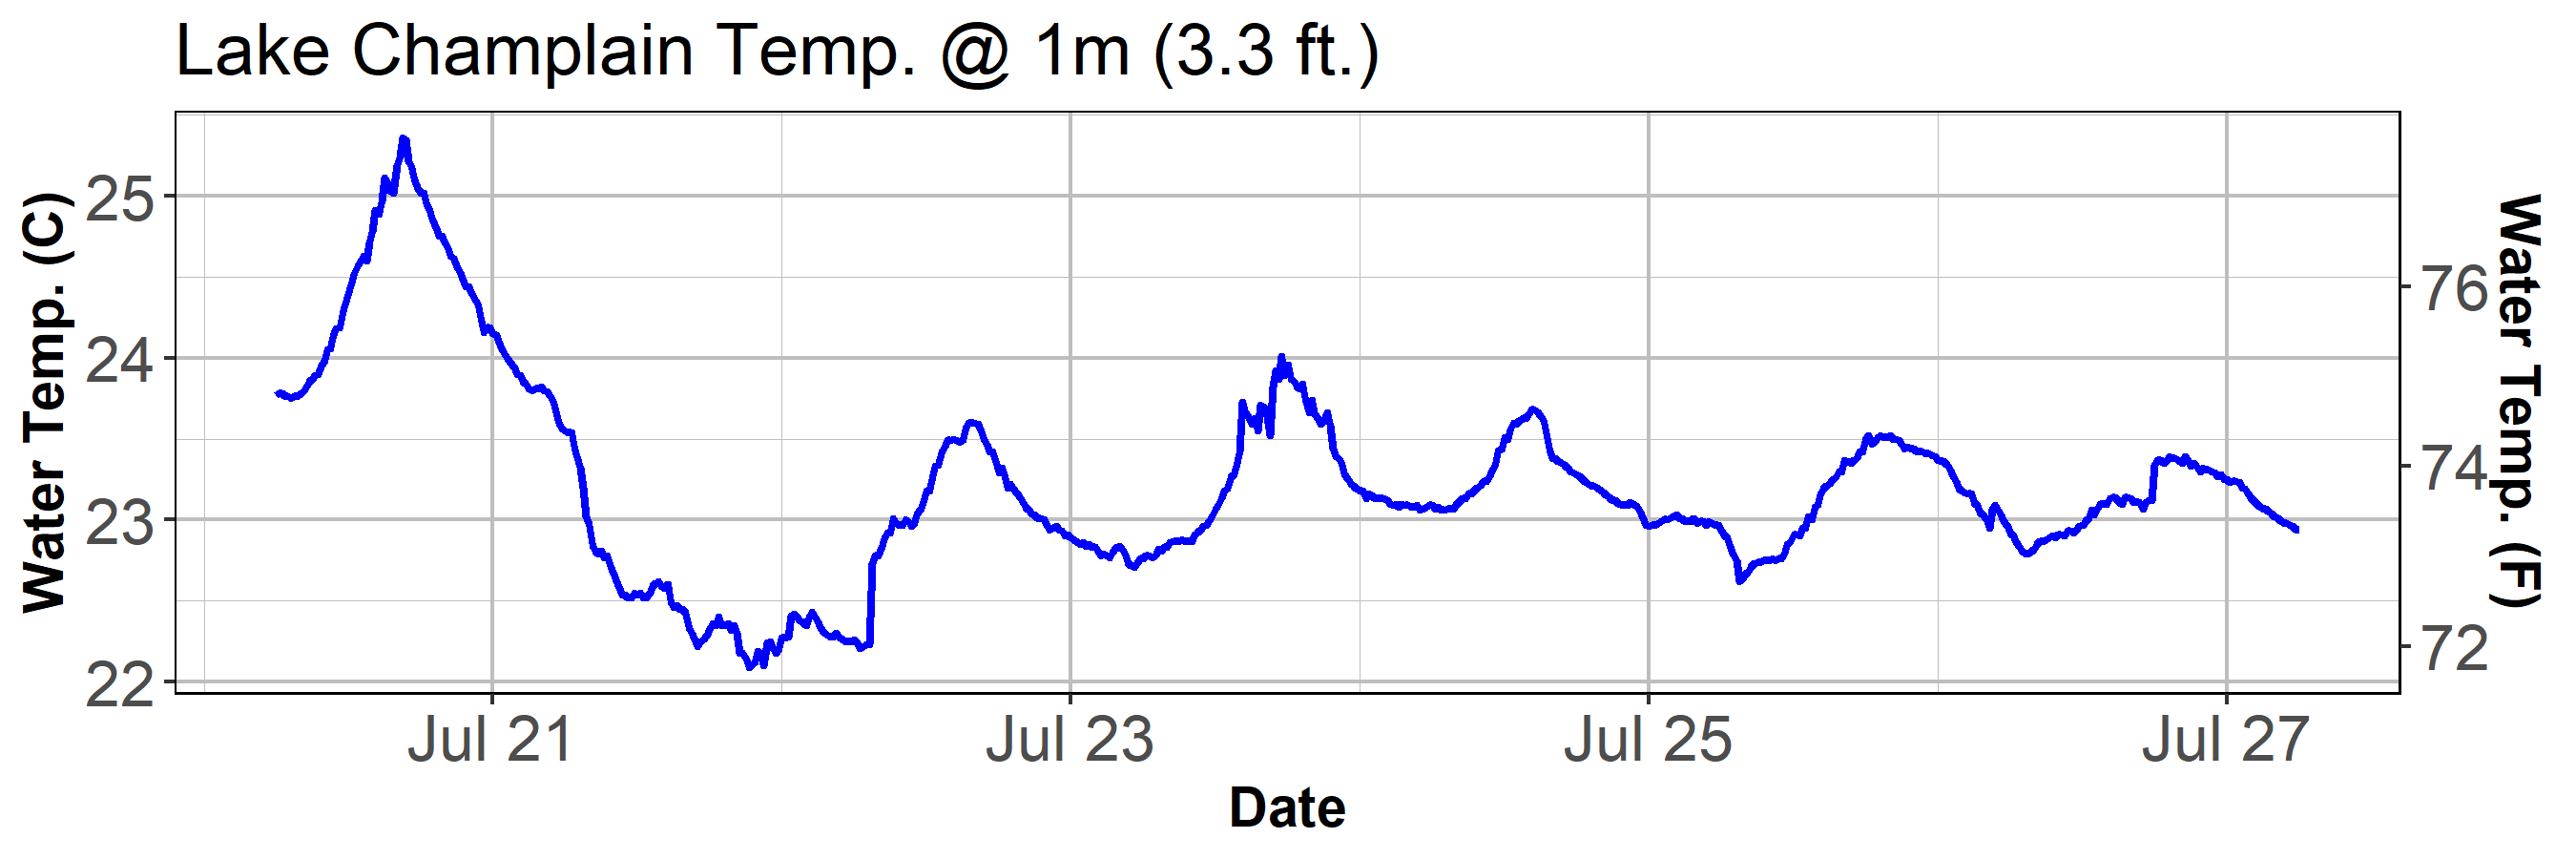 Lake Champlain Temp. @ 1m (3.3 ft.)
Water Temp. (C)
25
24
23
22
76
74
72
Water Temp. (F)
Jul 21 Jul 23 Jul 25 Jul 27
Date